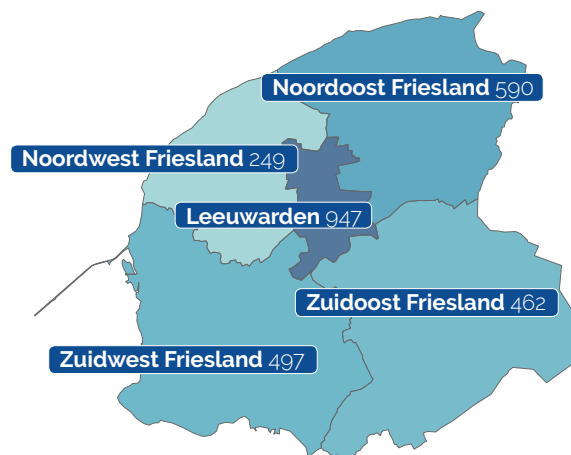 Noordoost Friesland 590
Noordwest Friesland 249
Leeuwarden 947
Zuidoost Friesland 462
Zuidwest Friesland 497